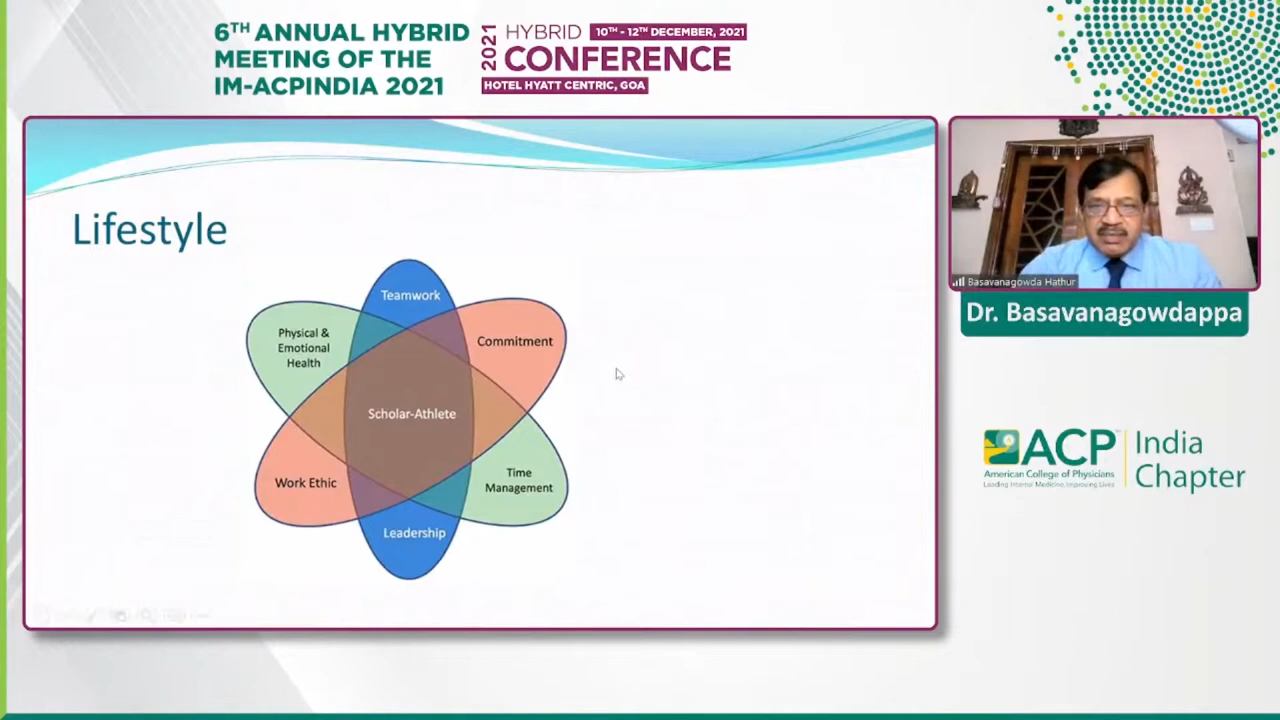 6TH ANNUAL HYBRID
MEETING OF THE
IM-ACPINDIA 2021
2021
HYBRID 10TH - 12TH DECEMBER, 2021
CONFERENCE
HOTEL HYATT CENTRIC, GOA
Lifestyle
Teamwork
Physical &
Emotional
Health
Commitment
Scholar-Athlete
Work Ethic
Time
Management
Leadership
Basavanagowda Hathur
Dr. Basavanagowdappa
ACP
American College of Physicians
Leading Internal Medicine, Improving Lives
India
Chapter